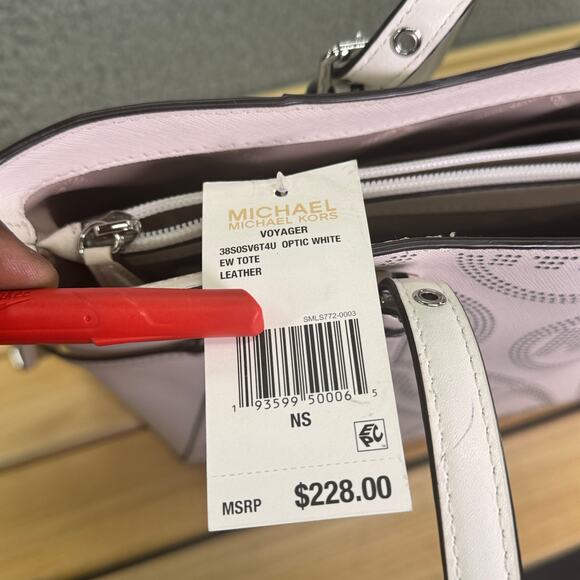 MICHAEL
MICHAEL KORS
VOYAGER
38S0SV6T4U OPTIC WHITE
EW TOTE
LEATHER
SMLS772-0003
1 93599 50006 5
NS
EPC
MSRP $228.00